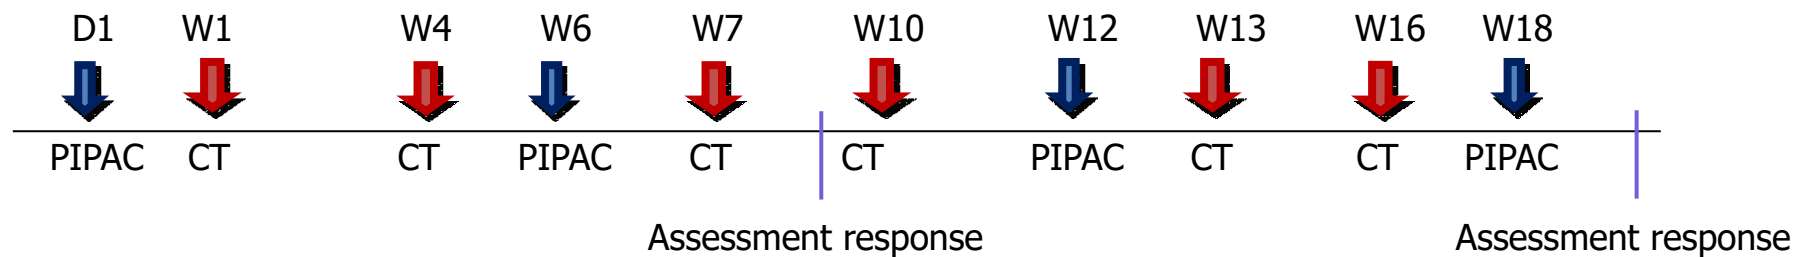 D1 W1 W4 W6 W7 W10 W12 W13 W16 W18
PIPAC CT CT PIPAC CT CT PIPAC CT CT PIPAC
Assessment response Assessment response